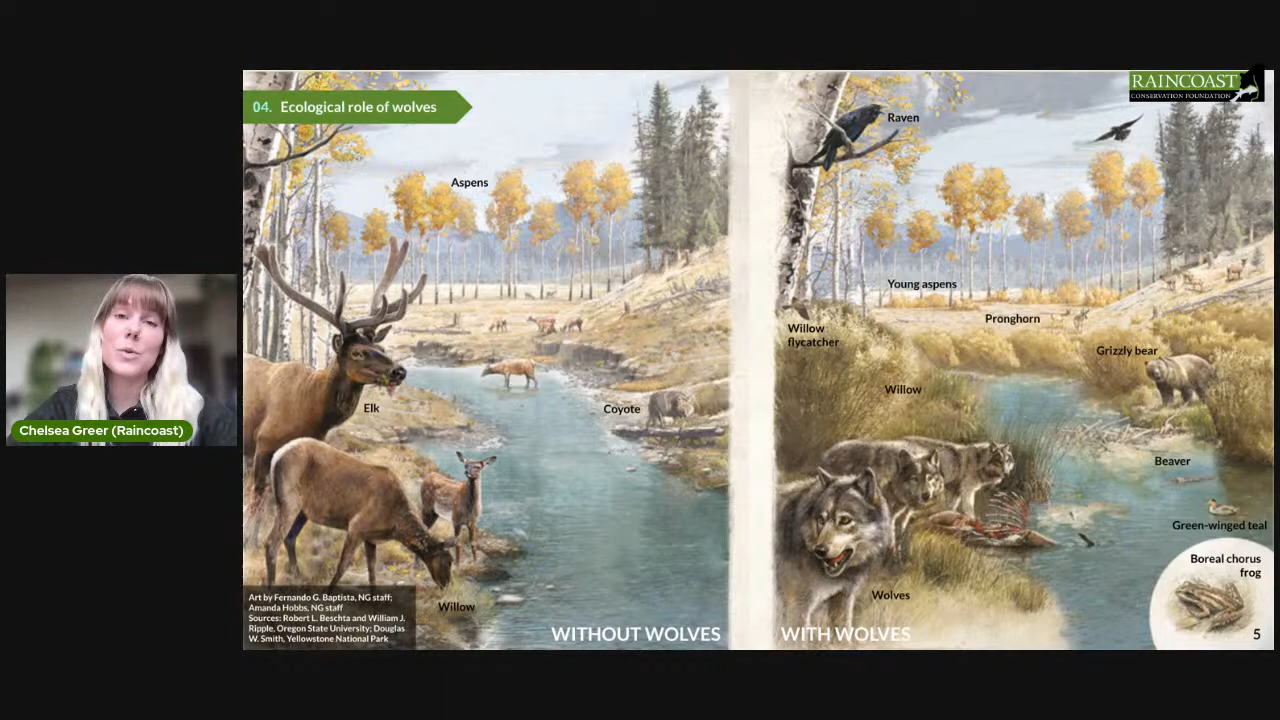 04. Ecological role of wolves
RAINCOAST
CONSERVATION FOUNDATION
Raven
Aspens
Young aspens
Pronghorn
Willow
flycatcher
Grizzly bear
Willow
Elk
Coyote
Chelsea Greer (Raincoast)
Beaver
Green-winged teal
Boreal chorus
frog
Wolves
Willow
Art by Fernando G. Baptista, NG staff;
Amanda Hobbs, NG staff
Sources: Robert L. Beschta and William J.
Ripple, Oregon State University; Douglas
W. Smith, Yellowstone National Park
WITHOUT WOLVES
WITH WOLVES
5